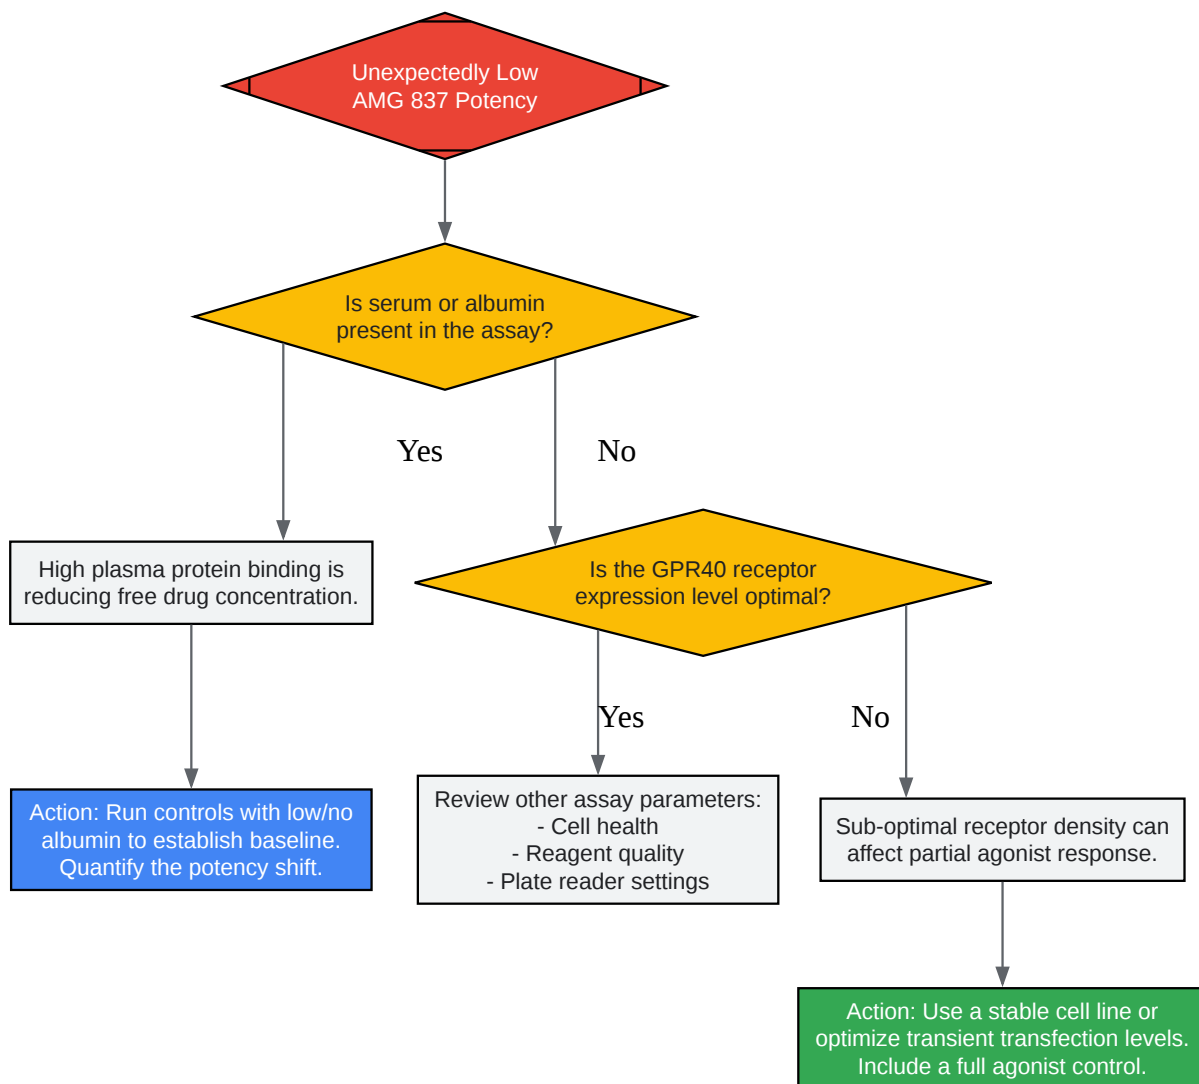 Unexpectedly Low
AMG 837 Potency
Is serum or albumin
present in the assay?
Yes
No
High plasma protein binding is
reducing free drug concentration.
Is the GPR40 receptor
expression level optimal?
Yes
No
Action: Run controls with low/no
albumin to establish baseline.
Quantify the potency shift.
Review other assay parameters:
- Cell health
- Reagent quality
- Plate reader settings
Sub-optimal receptor density can
affect partial agonist response.
Action: Use a stable cell line or
optimize transient transfection levels.
Include a full agonist control.